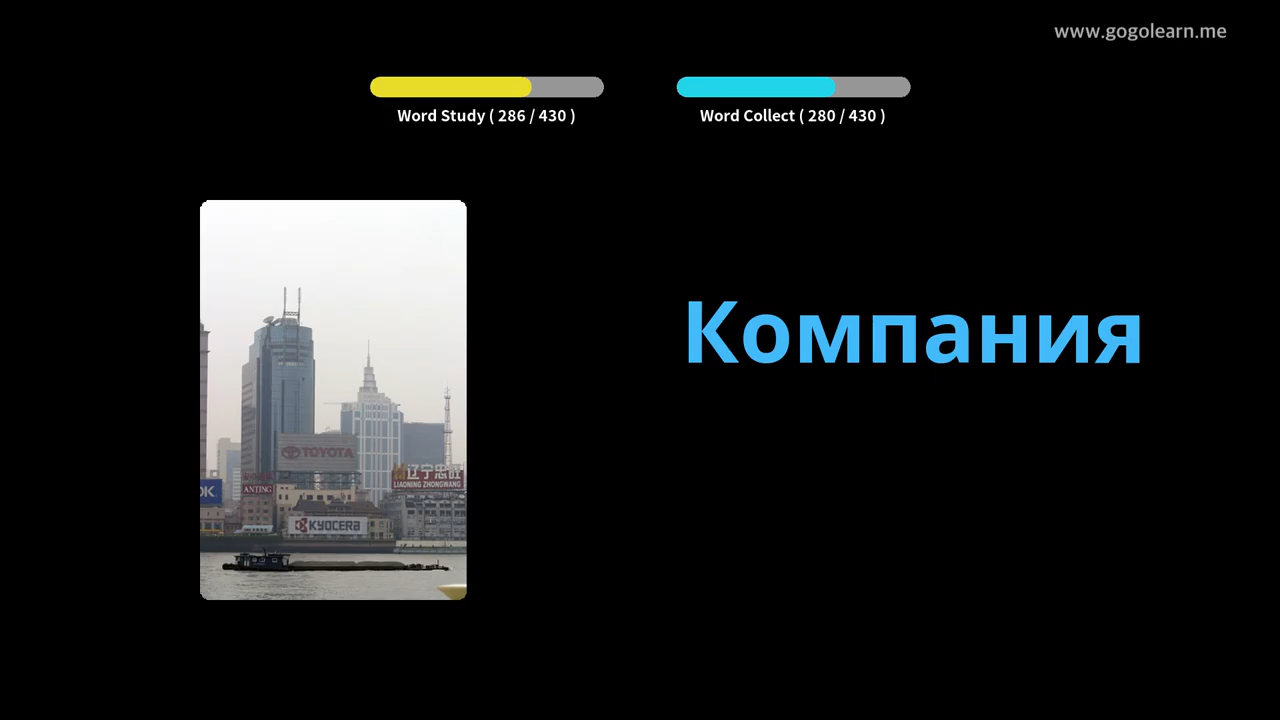 www.gogolearn.me
Word Study ( 286 / 430 )
Word Collect ( 280 / 430 )
Компания
TOYOTA
辽宁忠旺
LIAONING ZHONGWANG
OK
ANTING
KYOCERA